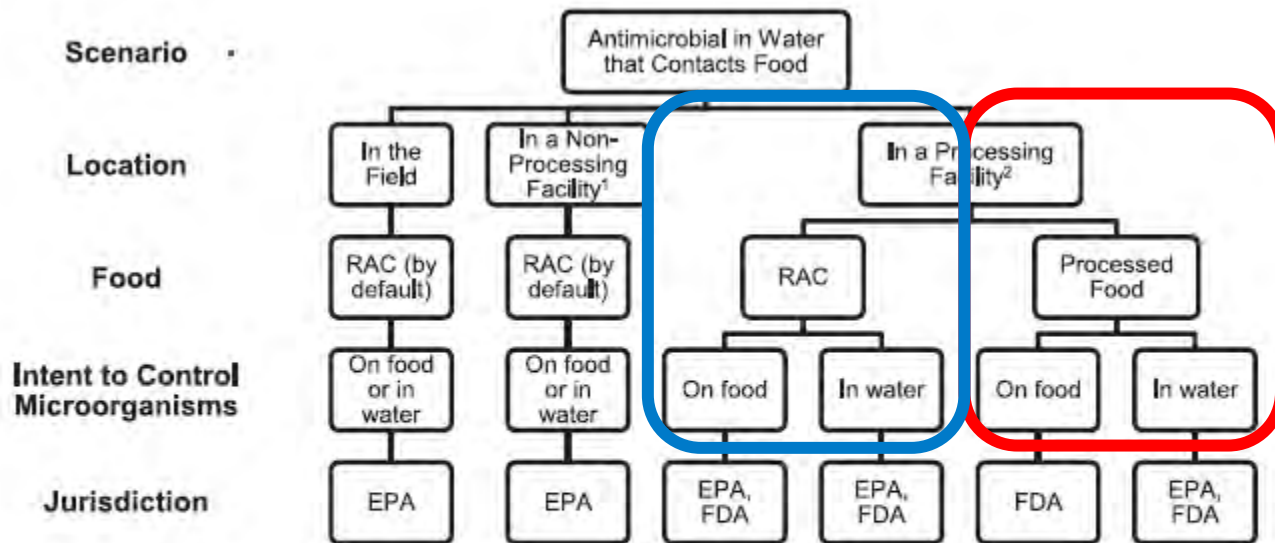 Scenario
Antimicrobial in Water
that Contacts Food
Location
In the
Field
In a Non-
Processing
Facility¹
In a Processing
Facility²
Food
RAC (by
default)
RAC (by
default)
RAC
Processed
Food
Intent to Control
Microorganisms
On food
or in
water
On food
or in
water
On food
In water
On food
In water
Jurisdiction
EPA
EPA
EPA,
FDA
EPA,
FDA
FDA
EPA,
FDA